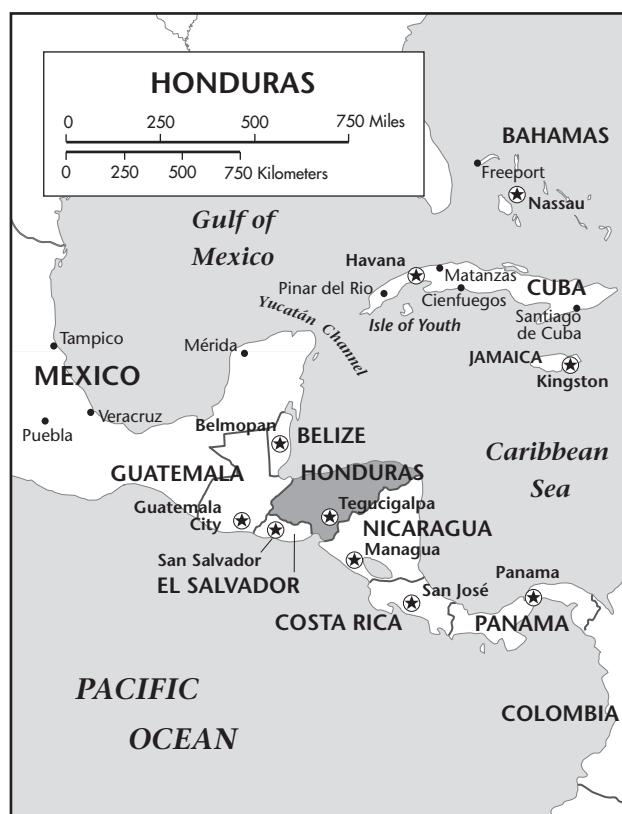 HONDURAS
0 250 500 750 Miles
0 250 500 750 Kilometers
BAHAMAS
Freeport
Nassau
Gulf of
Mexico
Havana
Matanzas
Pinar del Rio
CUBA
Cienfuegos
Isle of Youth
Santiago
de Cuba
Yucatán Channel
Tampico
Mérida
JAMAICA
Kingston
MEXICO
Veracruz
Puebla
Belmopan
BELIZE
Caribbean
Sea
GUATEMALA
HONDURAS
Guatemala
City
Tegucigalpa
NICARAGUA
San Salvador
Managua
EL SALVADOR
San José
Panama
COSTA RICA
PANAMA
PACIFIC
OCEAN
COLOMBIA